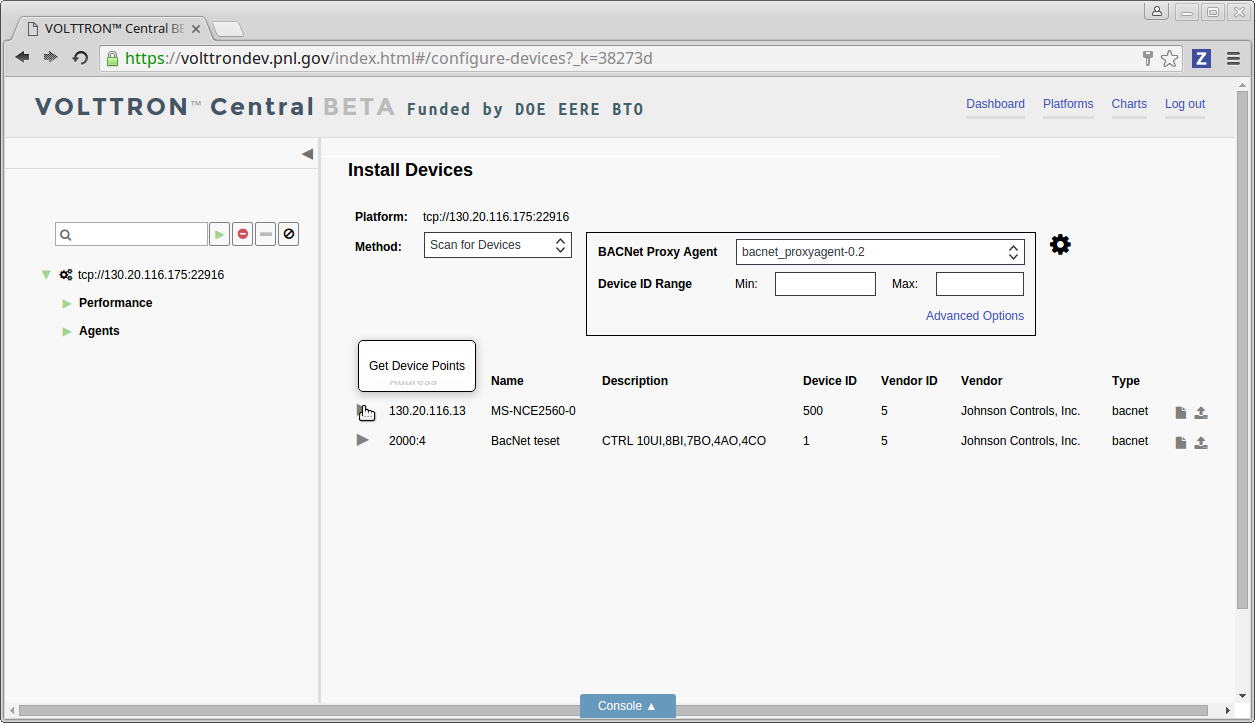 VOLTTRON™ Central BE
https://volttrondev.pnl.gov/index.html#/configure-devices?_k=38273d
Z
VOLTTRON™ Central BETA Funded by DOE EERE BTO
Dashboard Platforms Charts Log out
Install Devices
Platform: tcp://130.20.116.175:22916
Method: Scan for Devices
BACNet Proxy Agent bacnet_proxyagent-0.2
Device ID Range Min: Max:
Advanced Options
tcp://130.20.116.175:22916
Performance
Agents
Get Device Points
Address Name Description Device ID Vendor ID Vendor Type
130.20.116.13 MS-NCE2560-0 500 5 Johnson Controls, Inc. bacnet
2000:4 BacNet teset CTRL 10UI,8BI,7BO,4AO,4CO 1 5 Johnson Controls, Inc. bacnet
Console ▲